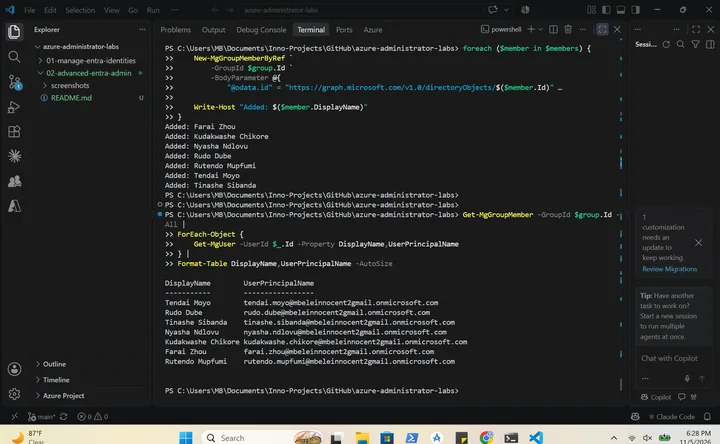 File Edit Selection View Go Run ...
azure-administrator-labs
Explorer
azure-administrator-labs
01-manage-entra-identities
02-advanced-entra-admin
screenshots
README.md U
Outline
Timeline
Azure Project
Problems Output Debug Console Terminal Ports Azure
powershell
PS C:\Users\MB\Documents\Inno-Projects\GitHub\azure-administrator-labs> foreach ($member in $members) {
>> New-MgGroupMemberByRef `
>> -GroupId $group.Id `
>> -BodyParameter @{
>> "@odata.id" = "https://graph.microsoft.com/v1.0/directoryObjects/$($member.Id)" …
>>
>> Write-Host "Added: $($member.DisplayName)"
>> }
Added: Farai Zhou
Added: Kudakwashe Chikore
Added: Nyasha Ndlovu
Added: Rudo Dube
Added: Rutendo Mupfumi
Added: Tendai Moyo
Added: Tinashe Sibanda
PS C:\Users\MB\Documents\Inno-Projects\GitHub\azure-administrator-labs>
PS C:\Users\MB\Documents\Inno-Projects\GitHub\azure-administrator-labs>
PS C:\Users\MB\Documents\Inno-Projects\GitHub\azure-administrator-labs> Get-MgGroupMember -GroupId $group.Id -
All |
>> ForEach-Object {
>> Get-MgUser -UserId $_.Id -Property DisplayName,UserPrincipalName
>> } |
>> Format-Table DisplayName,UserPrincipalName -AutoSize
DisplayName UserPrincipalName
----------- -----------------
Tendai Moyo tendai.moyo@mbeleinnocent2gmail.onmicrosoft.com
Rudo Dube rudo.dube@mbeleinnocent2gmail.onmicrosoft.com
Tinashe Sibanda tinashe.sibanda@mbeleinnocent2gmail.onmicrosoft.com
Nyasha Ndlovu nyasha.ndlovu@mbeleinnocent2gmail.onmicrosoft.com
Kudakwashe Chikore kudakwashe.chikore@mbeleinnocent2gmail.onmicrosoft.com
Farai Zhou farai.zhou@mbeleinnocent2gmail.onmicrosoft.com
Rutendo Mupfumi rutendo.mupfumi@mbeleinnocent2gmail.onmicrosoft.com
PS C:\Users\MB\Documents\Inno-Projects\GitHub\azure-administrator-labs>
Sessi...
1
customization
needs an
update to
keep working.
Review Migrations
Tip: Have another
task to work on?
Start a new session
to run multiple
agents at once.
Chat with Copilot
Copilot
main* 0 0
Claude Code
87°F
Clear
Search
6:28 PM